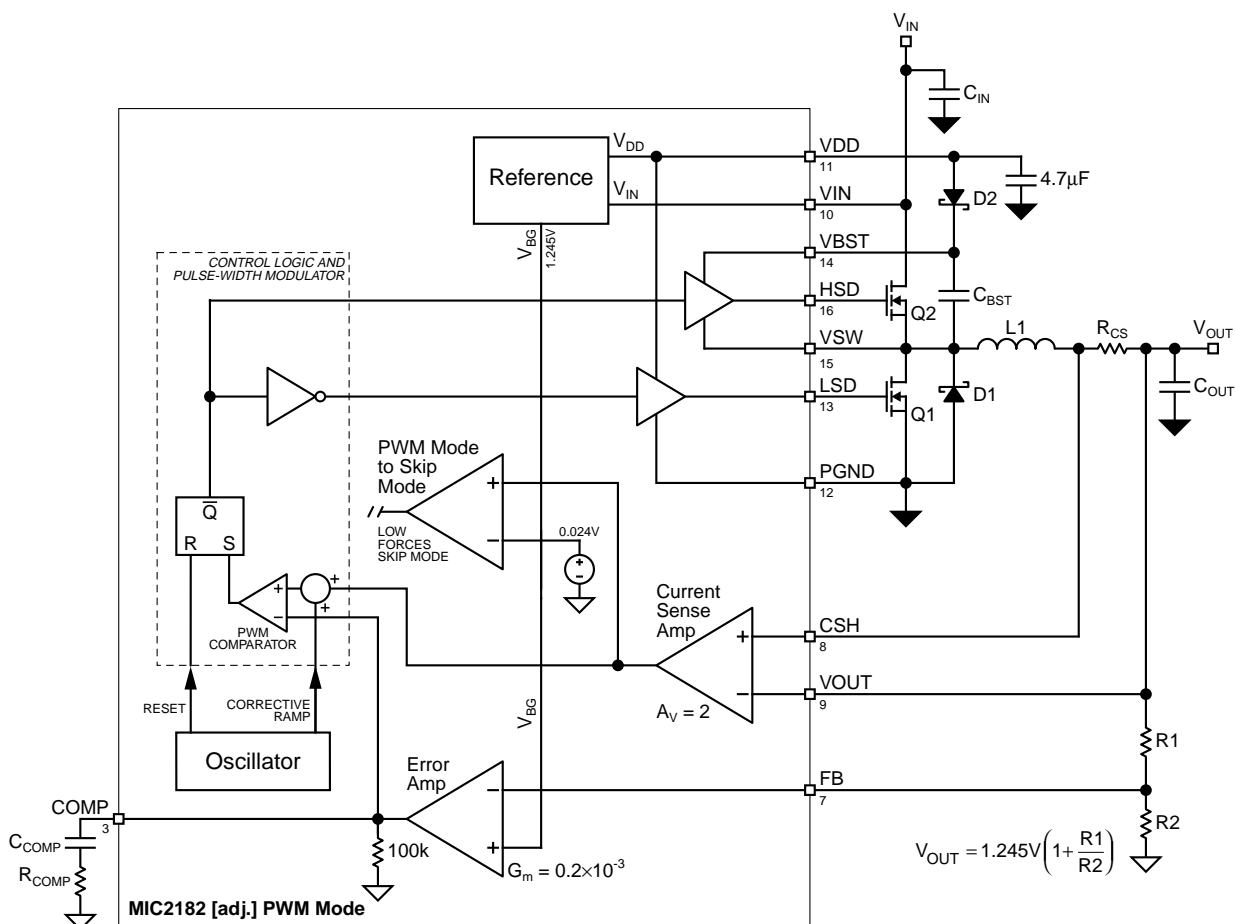 VIN
CIN
VDD
VDD
11
4.7µF
Reference
VIN
VIN
10
D2
VBG
1.245V
VBST
14
CONTROL LOGIC AND
PULSE-WIDTH MODULATOR
HSD
16
Q2
CBST
VSW
15
L1
RCS
VOUT
COUT
LSD
13
Q1
D1
PWM Mode
to Skip
Mode
+
−
LOW
FORCES
SKIP MODE
0.024V
+
−
PGND
12
Q̅
R S
+
−
+
+
PWM
COMPARATOR
Current
Sense
Amp
+
−
AV = 2
CSH
8
VOUT
9
RESET
CORRECTIVE
RAMP
VBG
R1
Oscillator
Error
Amp
−
+
FB
7
COMP
3
CCOMP
RCOMP
100k
Gm = 0.2×10-3
R2
VOUT = 1.245V(1+R1/R2)
MIC2182 [adj.] PWM Mode